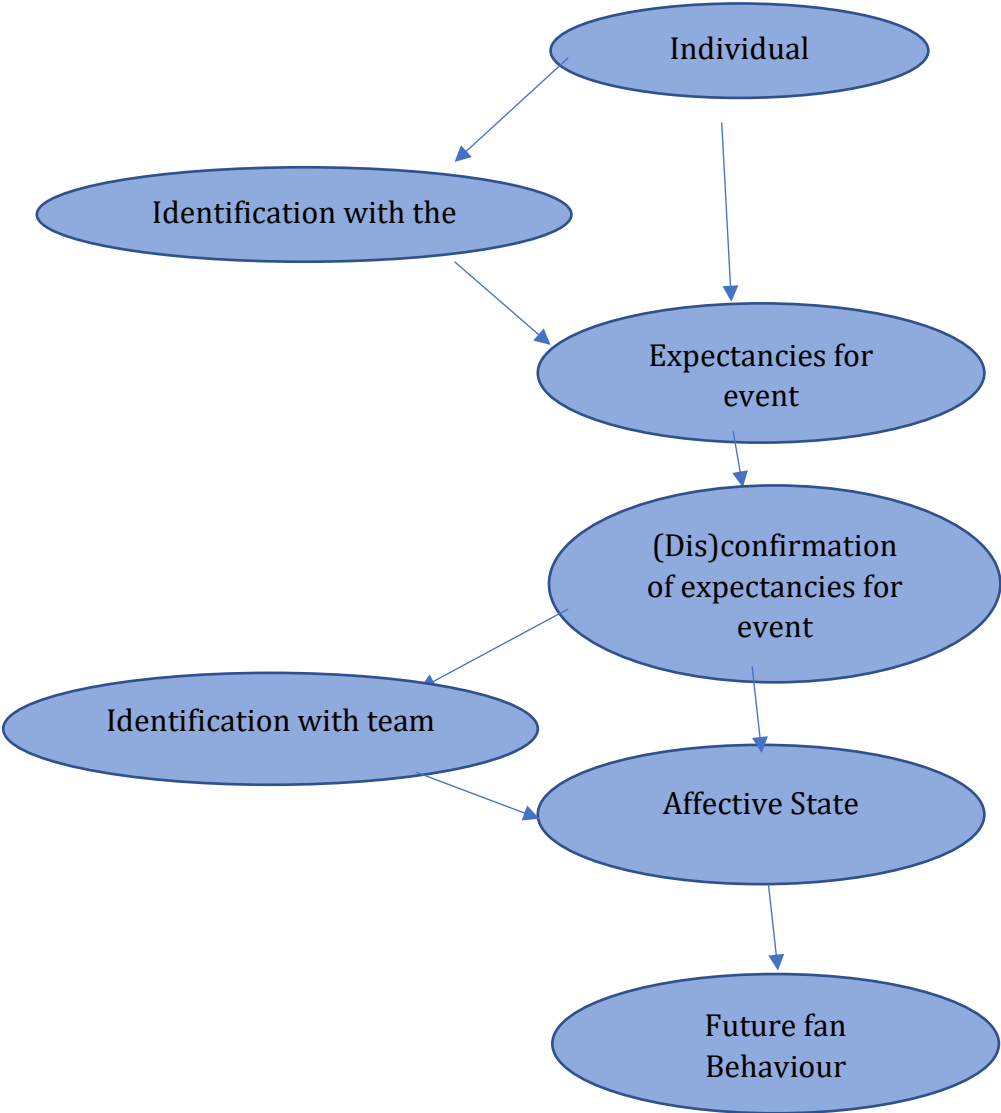 Individual
Identification with the
Expectancies for
event
(Dis)confirmation
of expectancies for
event
Identification with team
Affective State
Future fan
Behaviour